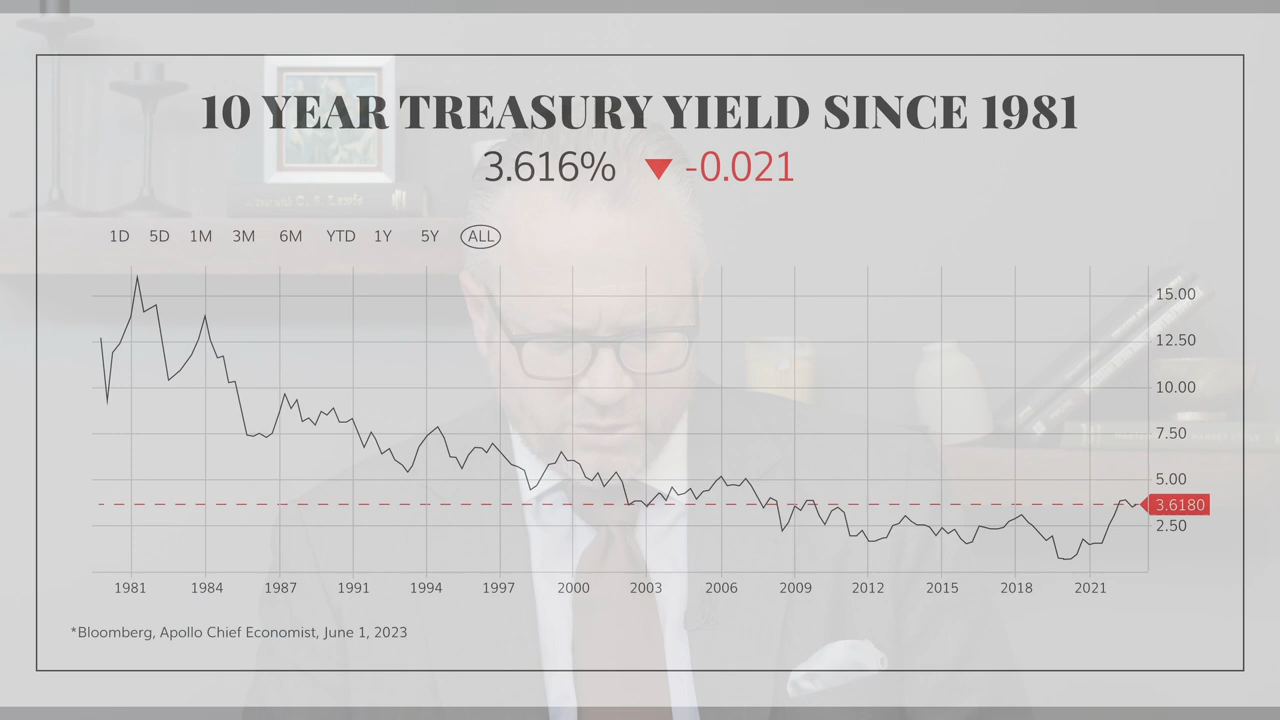 10 YEAR TREASURY YIELD SINCE 1981
3.616% ▼ -0.021
C. S. Lewis
1D 5D 1M 3M 6M YTD 1Y 5Y ALL
15.00
12.50
10.00
7.50
5.00
3.6180
2.50
1981 1984 1987 1991 1994 1997 2000 2003 2006 2009 2012 2015 2018 2021
*Bloomberg, Apollo Chief Economist, June 1, 2023